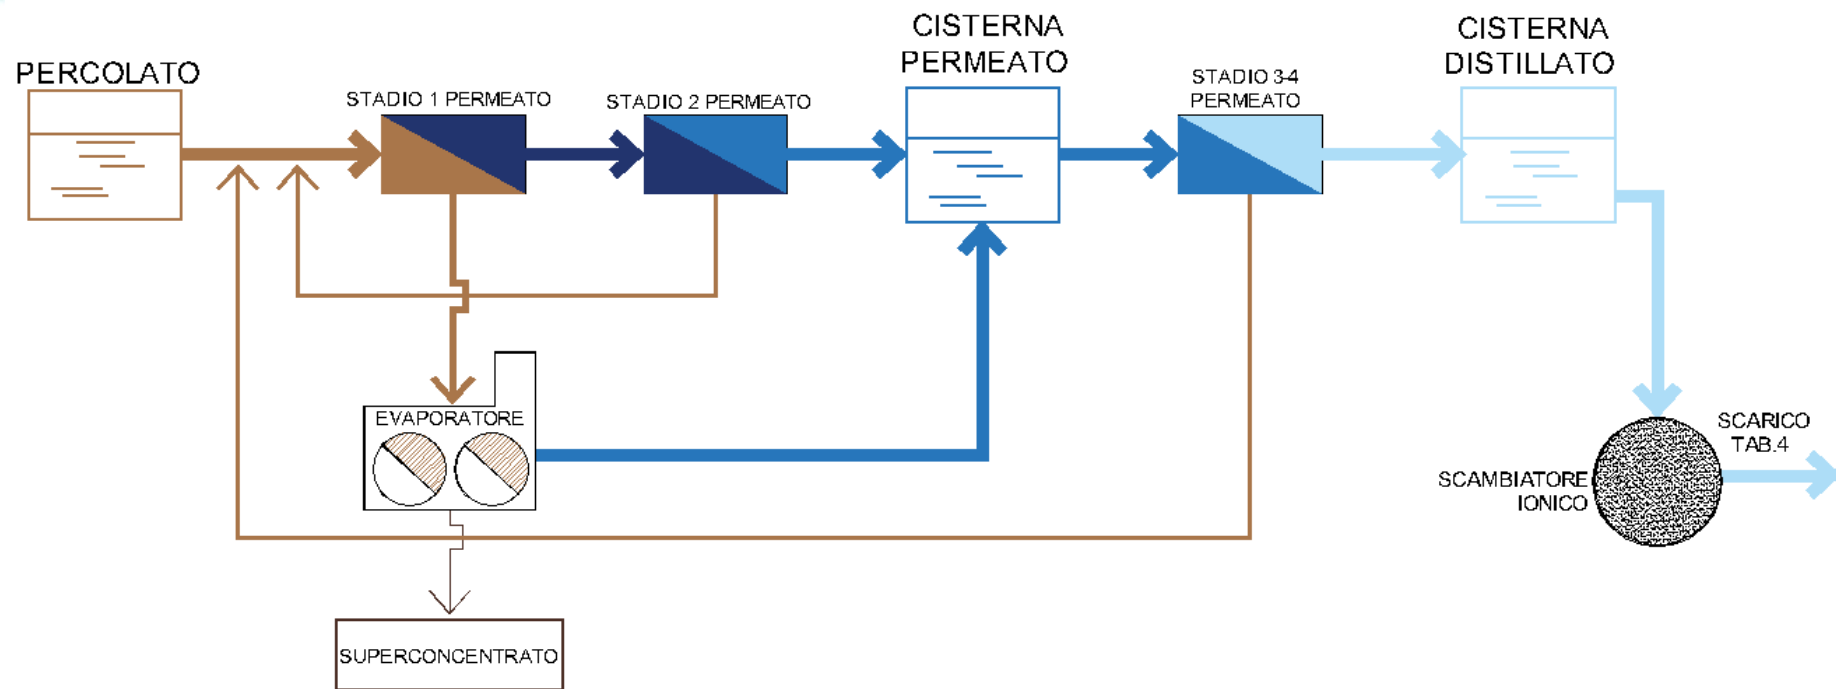 PERCOLATO
STADIO 1 PERMEATO
STADIO 2 PERMEATO
CISTERNA
PERMEATO
STADIO 3-4
PERMEATO
CISTERNA
DISTILLATO
EVAPORATORE
SCARICO
TAB.4
SCAMBIATORE
IONICO
SUPERCONCENTRATO